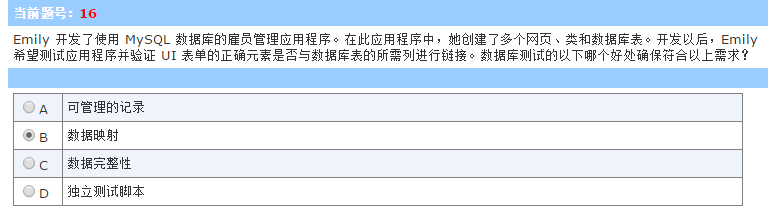 当前题号：16
Emily 开发了使用 MySQL 数据库的雇员管理应用程序。在此应用程序中，她创建了多个网页、类和数据库表。开发以后，Emily
希望测试应用程序并验证 UI 表单的正确元素是否与数据库表的所需列进行链接。数据库测试的以下哪个好处确保符合以上需求？
A 可管理的记录
B 数据映射
C 数据完整性
D 独立测试脚本